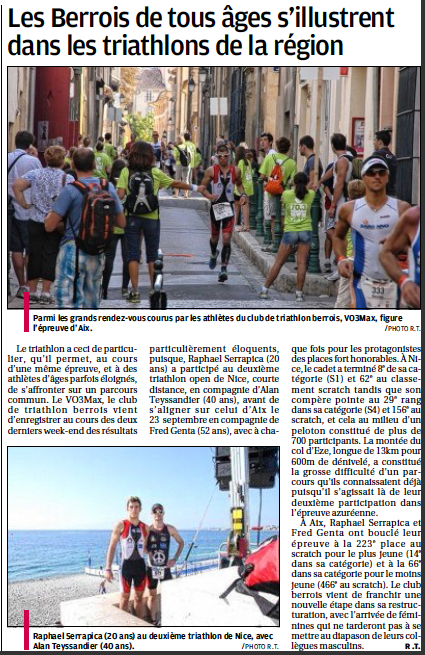 Les Berrois de tous âges s'illustrent
dans les triathlons de la région
Parmi les grands rendez-vous courus par les athlètes du club de triathlon berrois, VO3Max, figure
l'épreuve d'Aix.
/PHOTO R.T.
Le triathlon a ceci de particu-
lier, qu'il permet, au cours
d'une même épreuve, et à des
athlètes d'âges parfois éloignés,
de s'affronter sur un parcours
commun. Le VO3Max, le club
de triathlon berrois vient
d'enregistrer au cours des deux
derniers week-end des résultats
particulièrement éloquents,
puisque, Raphael Serrapica (20
ans) a participé au deuxième
triathlon open de Nice, courte
distance, en compagnie d'Alan
Teyssandier (40 ans), avant de
s'aligner sur celui d'Aix le
23 septembre en compagnie de
Fred Genta (52 ans), avec à cha-
que fois pour les protagonistes
des places fort honorables. À Ni-
ce, le cadet a terminé 8e de sa ca-
tégorie (S1) et 62e au classe-
ment scratch tandis que son
compère pointe au 29e rang
dans sa catégorie (S4) et 156e au
scratch, et cela au milieu d'un
peloton constitué de plus de
700 participants. La montée du
col d'Eze, longue de 13km pour
600m de dénivelé, a constitué
la grosse difficulté d'un par-
cours qu'ils connaissaient déjà
puisqu'il s'agissait là de leur
deuxième participation dans
l'épreuve azuréenne.
À Aix, Raphael Serrapica et
Fred Genta ont bouclé leur
épreuve à la 223e place au
scratch pour le plus jeune (14e
dans sa catégorie) et à la 66e
dans sa catégorie pour le moins
jeune (466e au scratch). Le club
berrois vient de franchir une
nouvelle étape dans sa restruc-
turation, avec l'arrivée de fémi-
nines qui ne tarderont pas à se
mettre au diapason de leurs col-
lègues masculins.
R.T.
Raphael Serrapica (20 ans) au deuxième triathlon de Nice, avec
Alan Teyssandier (40 ans).
/PHOTO R.T.
333